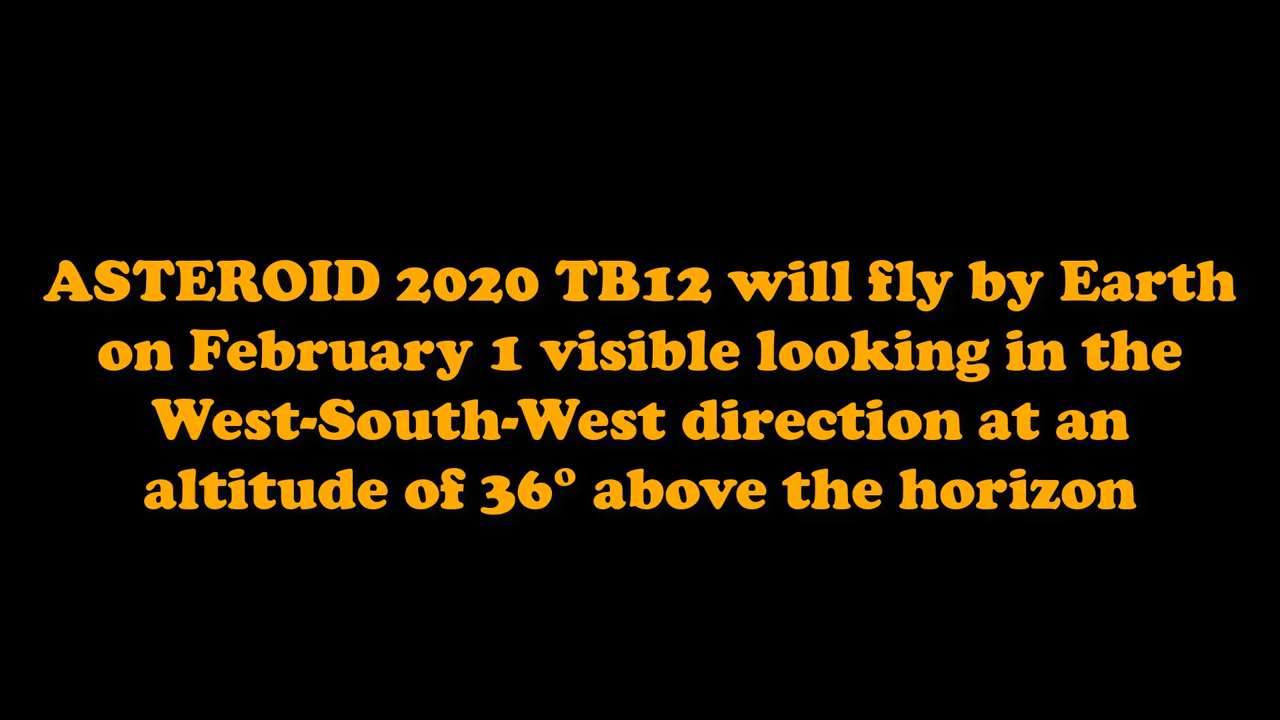 ASTEROID 2020 TB12 will fly by Earth
on February 1 visible looking in the
West-South-West direction at an
altitude of 36° above the horizon